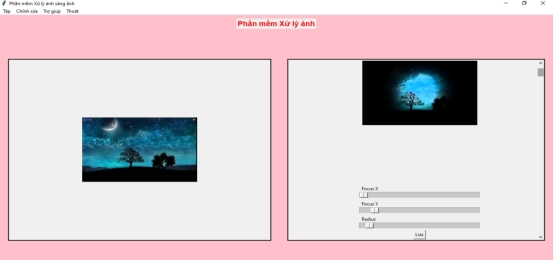 Phần mềm Xử lý ảnh sáng ảnh
Tệp Chỉnh sửa Trợ giúp Thoát
Phần mềm Xử lý ảnh
Focus X
Focus Y
Radius
Lưu